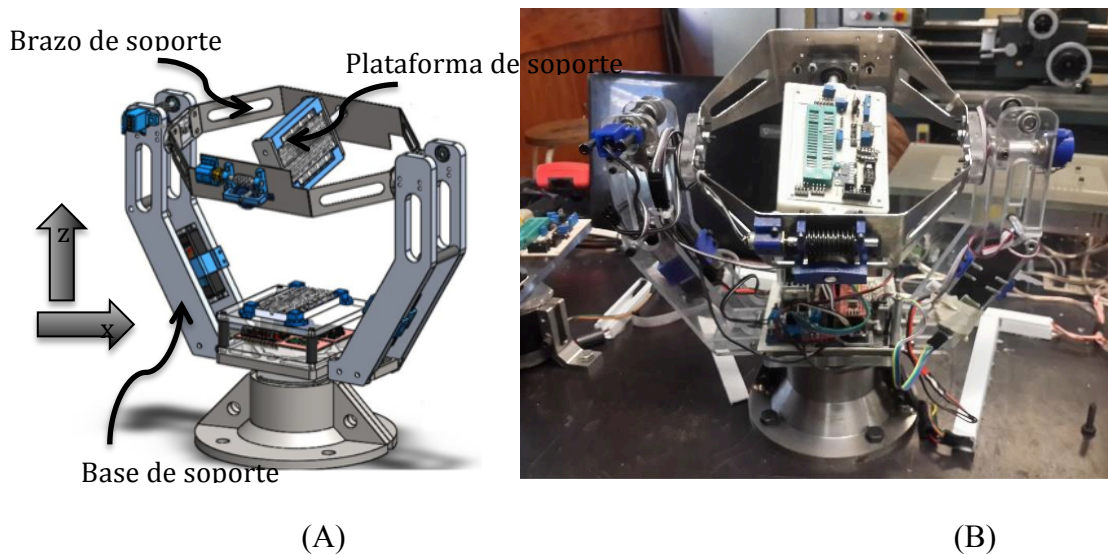 Brazo de soporte
Plataforma de soporte
z
x
Base de soporte
(A)
(B)